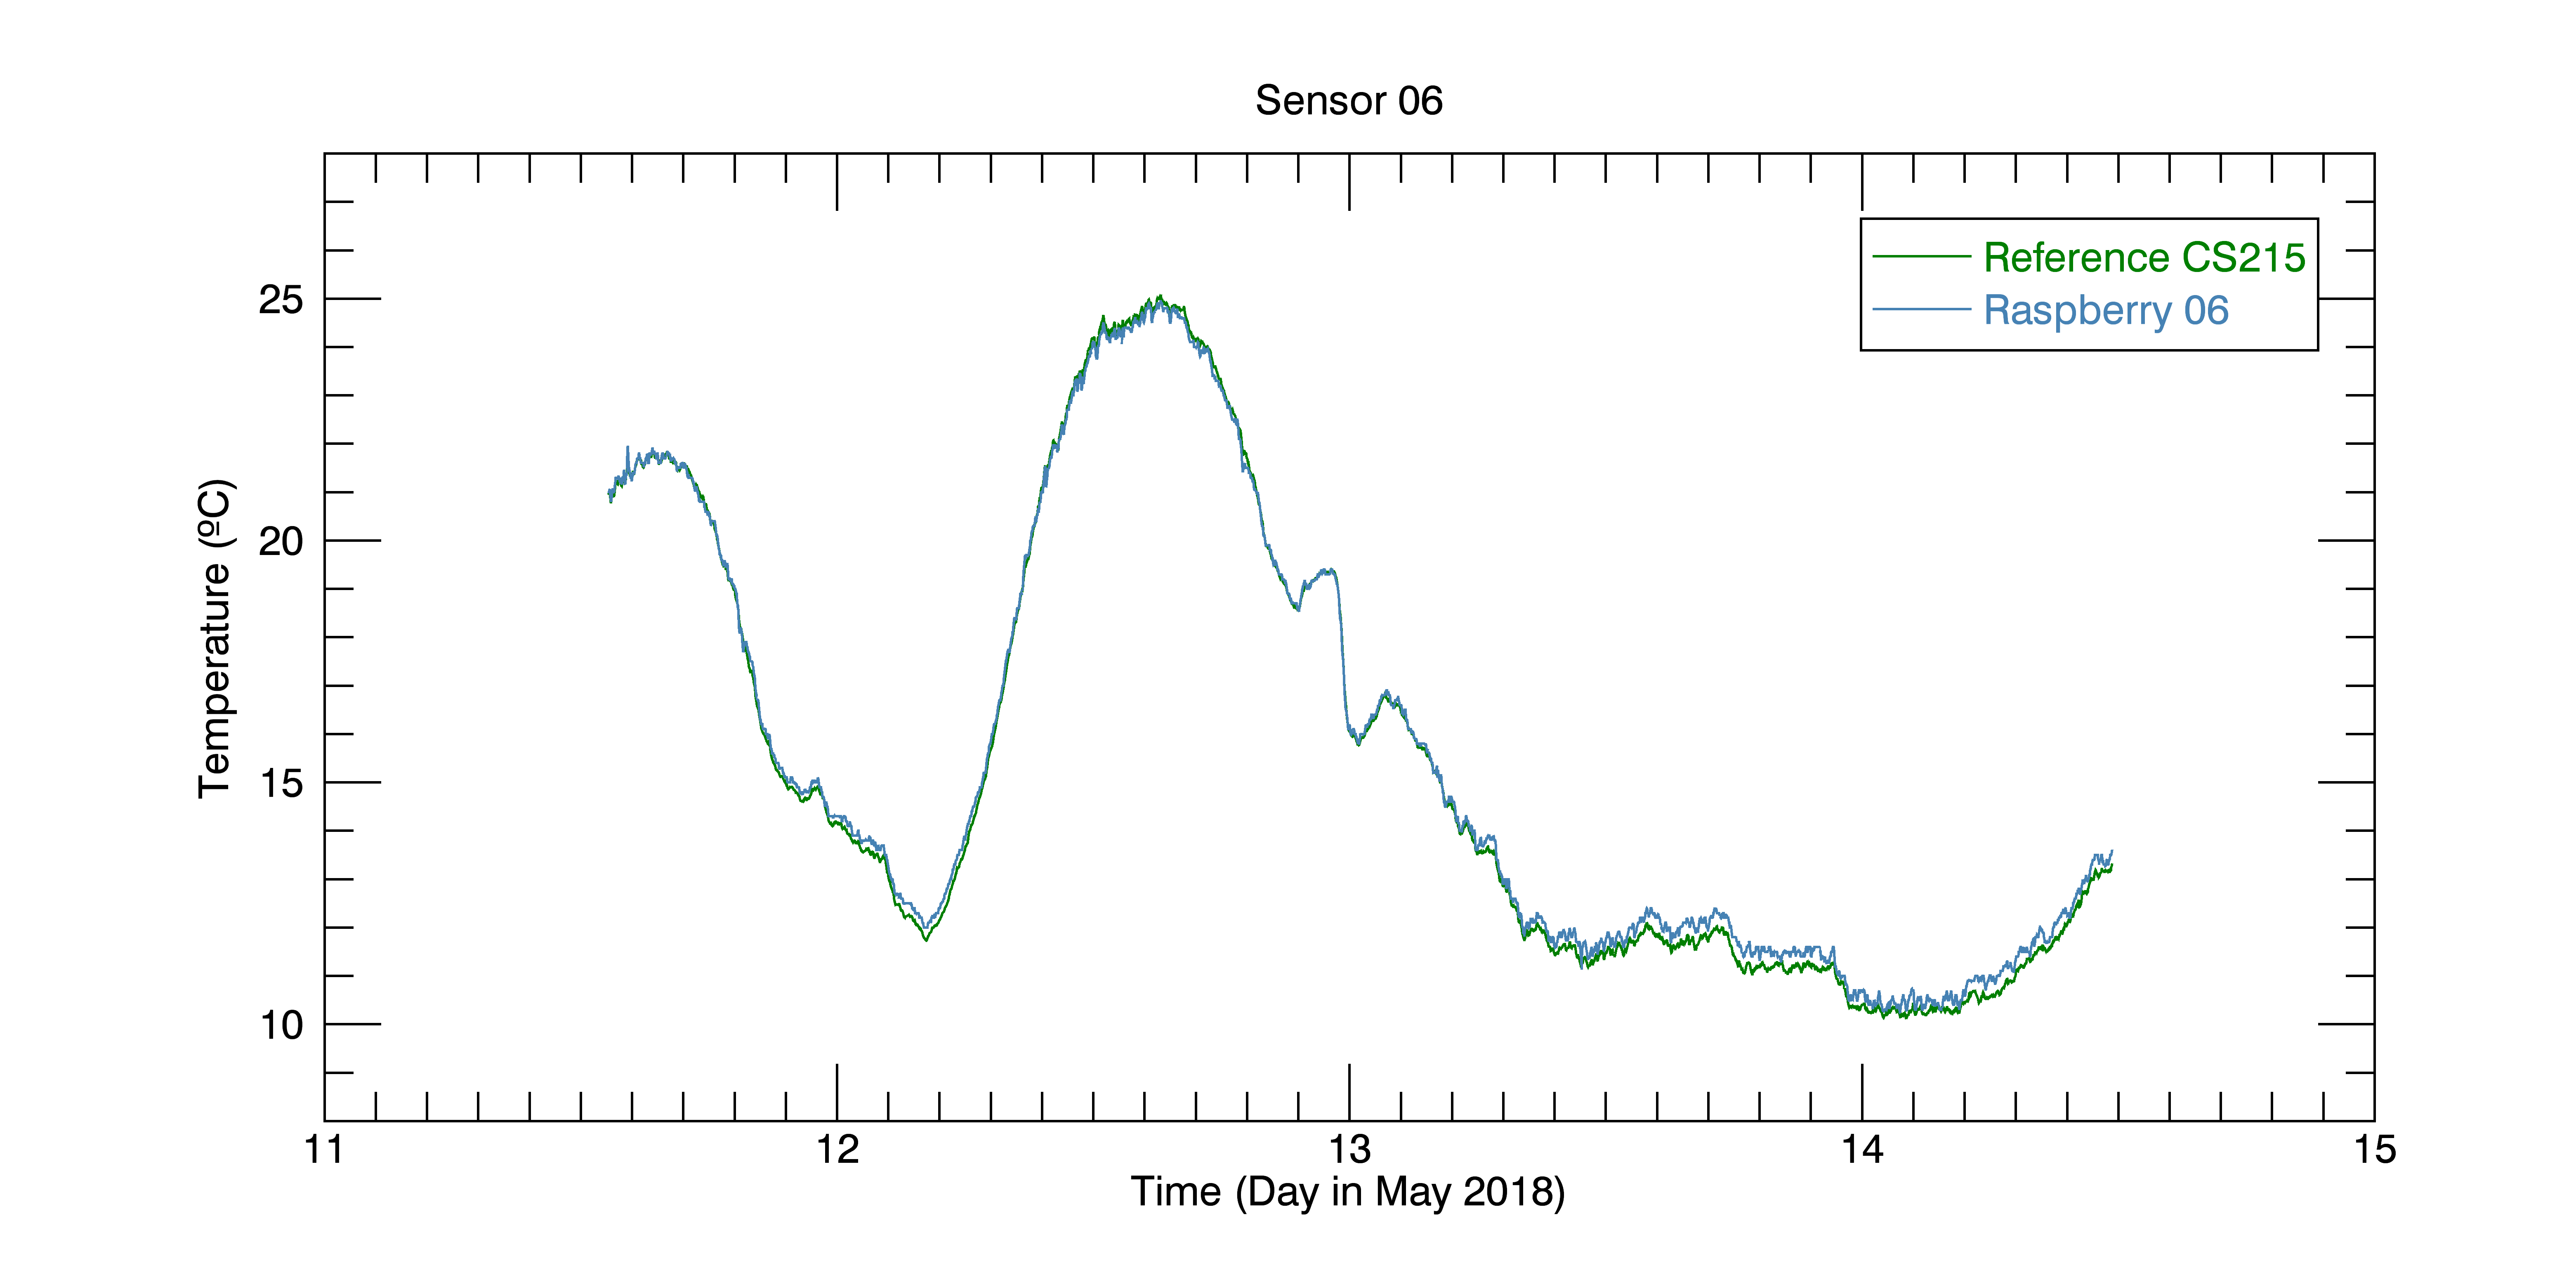 Sensor 06
Reference CS215
Raspberry 06
25
20
15
10
Temperature (ºC)
11 12 13 14 15
Time (Day in May 2018)